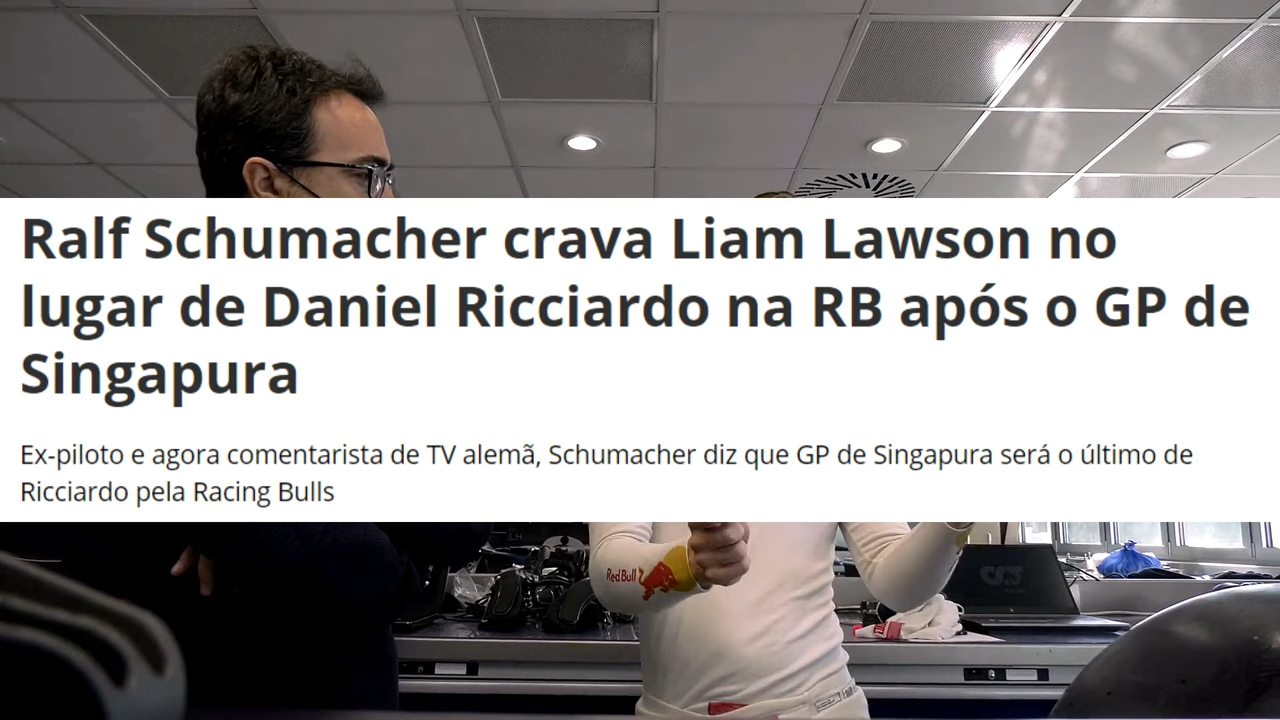 Ralf Schumacher crava Liam Lawson no
lugar de Daniel Ricciardo na RB após o GP de
Singapura
Ex-piloto e agora comentarista de TV alemã, Schumacher diz que GP de Singapura será o último de
Ricciardo pela Racing Bulls
LH
Red Bull